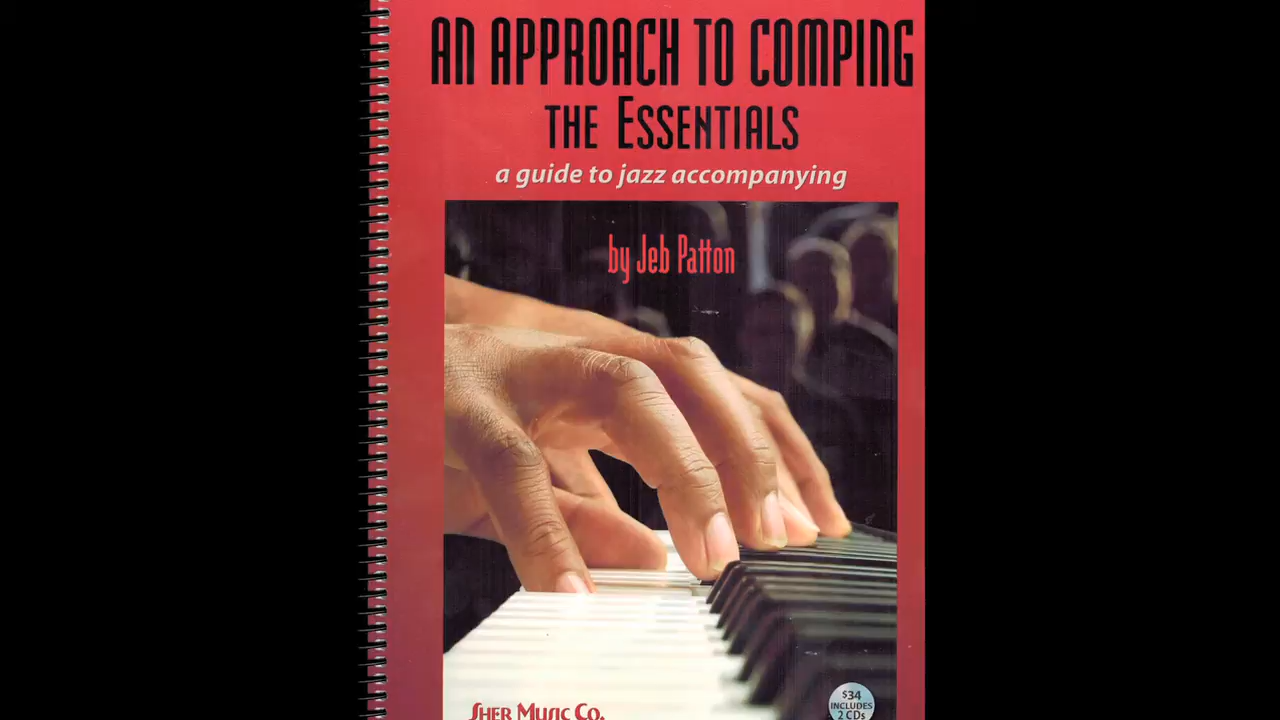 AN APPROACH TO COMPING
THE ESSENTIALS
a guide to jazz accompanying
by Jeb Patton
SHER MUSIC CO.
$34
INCLUDES
2 CDs